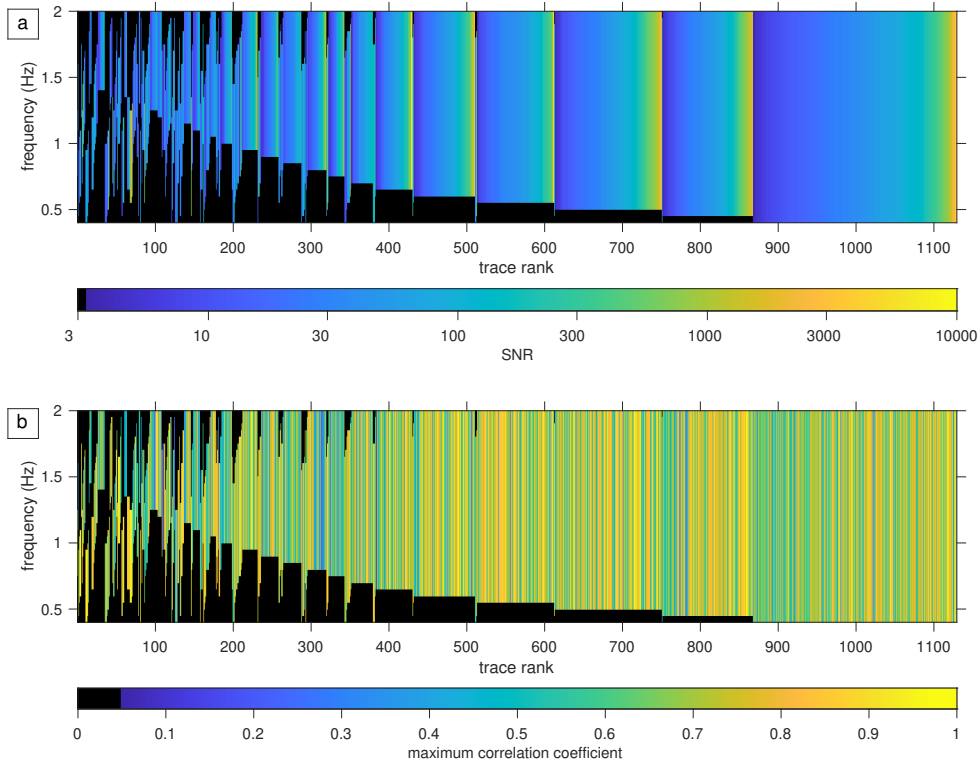 a
2
1.5
1
0.5
frequency (Hz)
100 200 300 400 500 600 700 800 900 1000 1100
trace rank
3 10 30 100 300 1000 3000 10000
SNR
b
2
1.5
1
0.5
frequency (Hz)
100 200 300 400 500 600 700 800 900 1000 1100
trace rank
0 0.1 0.2 0.3 0.4 0.5 0.6 0.7 0.8 0.9 1
maximum correlation coefficient